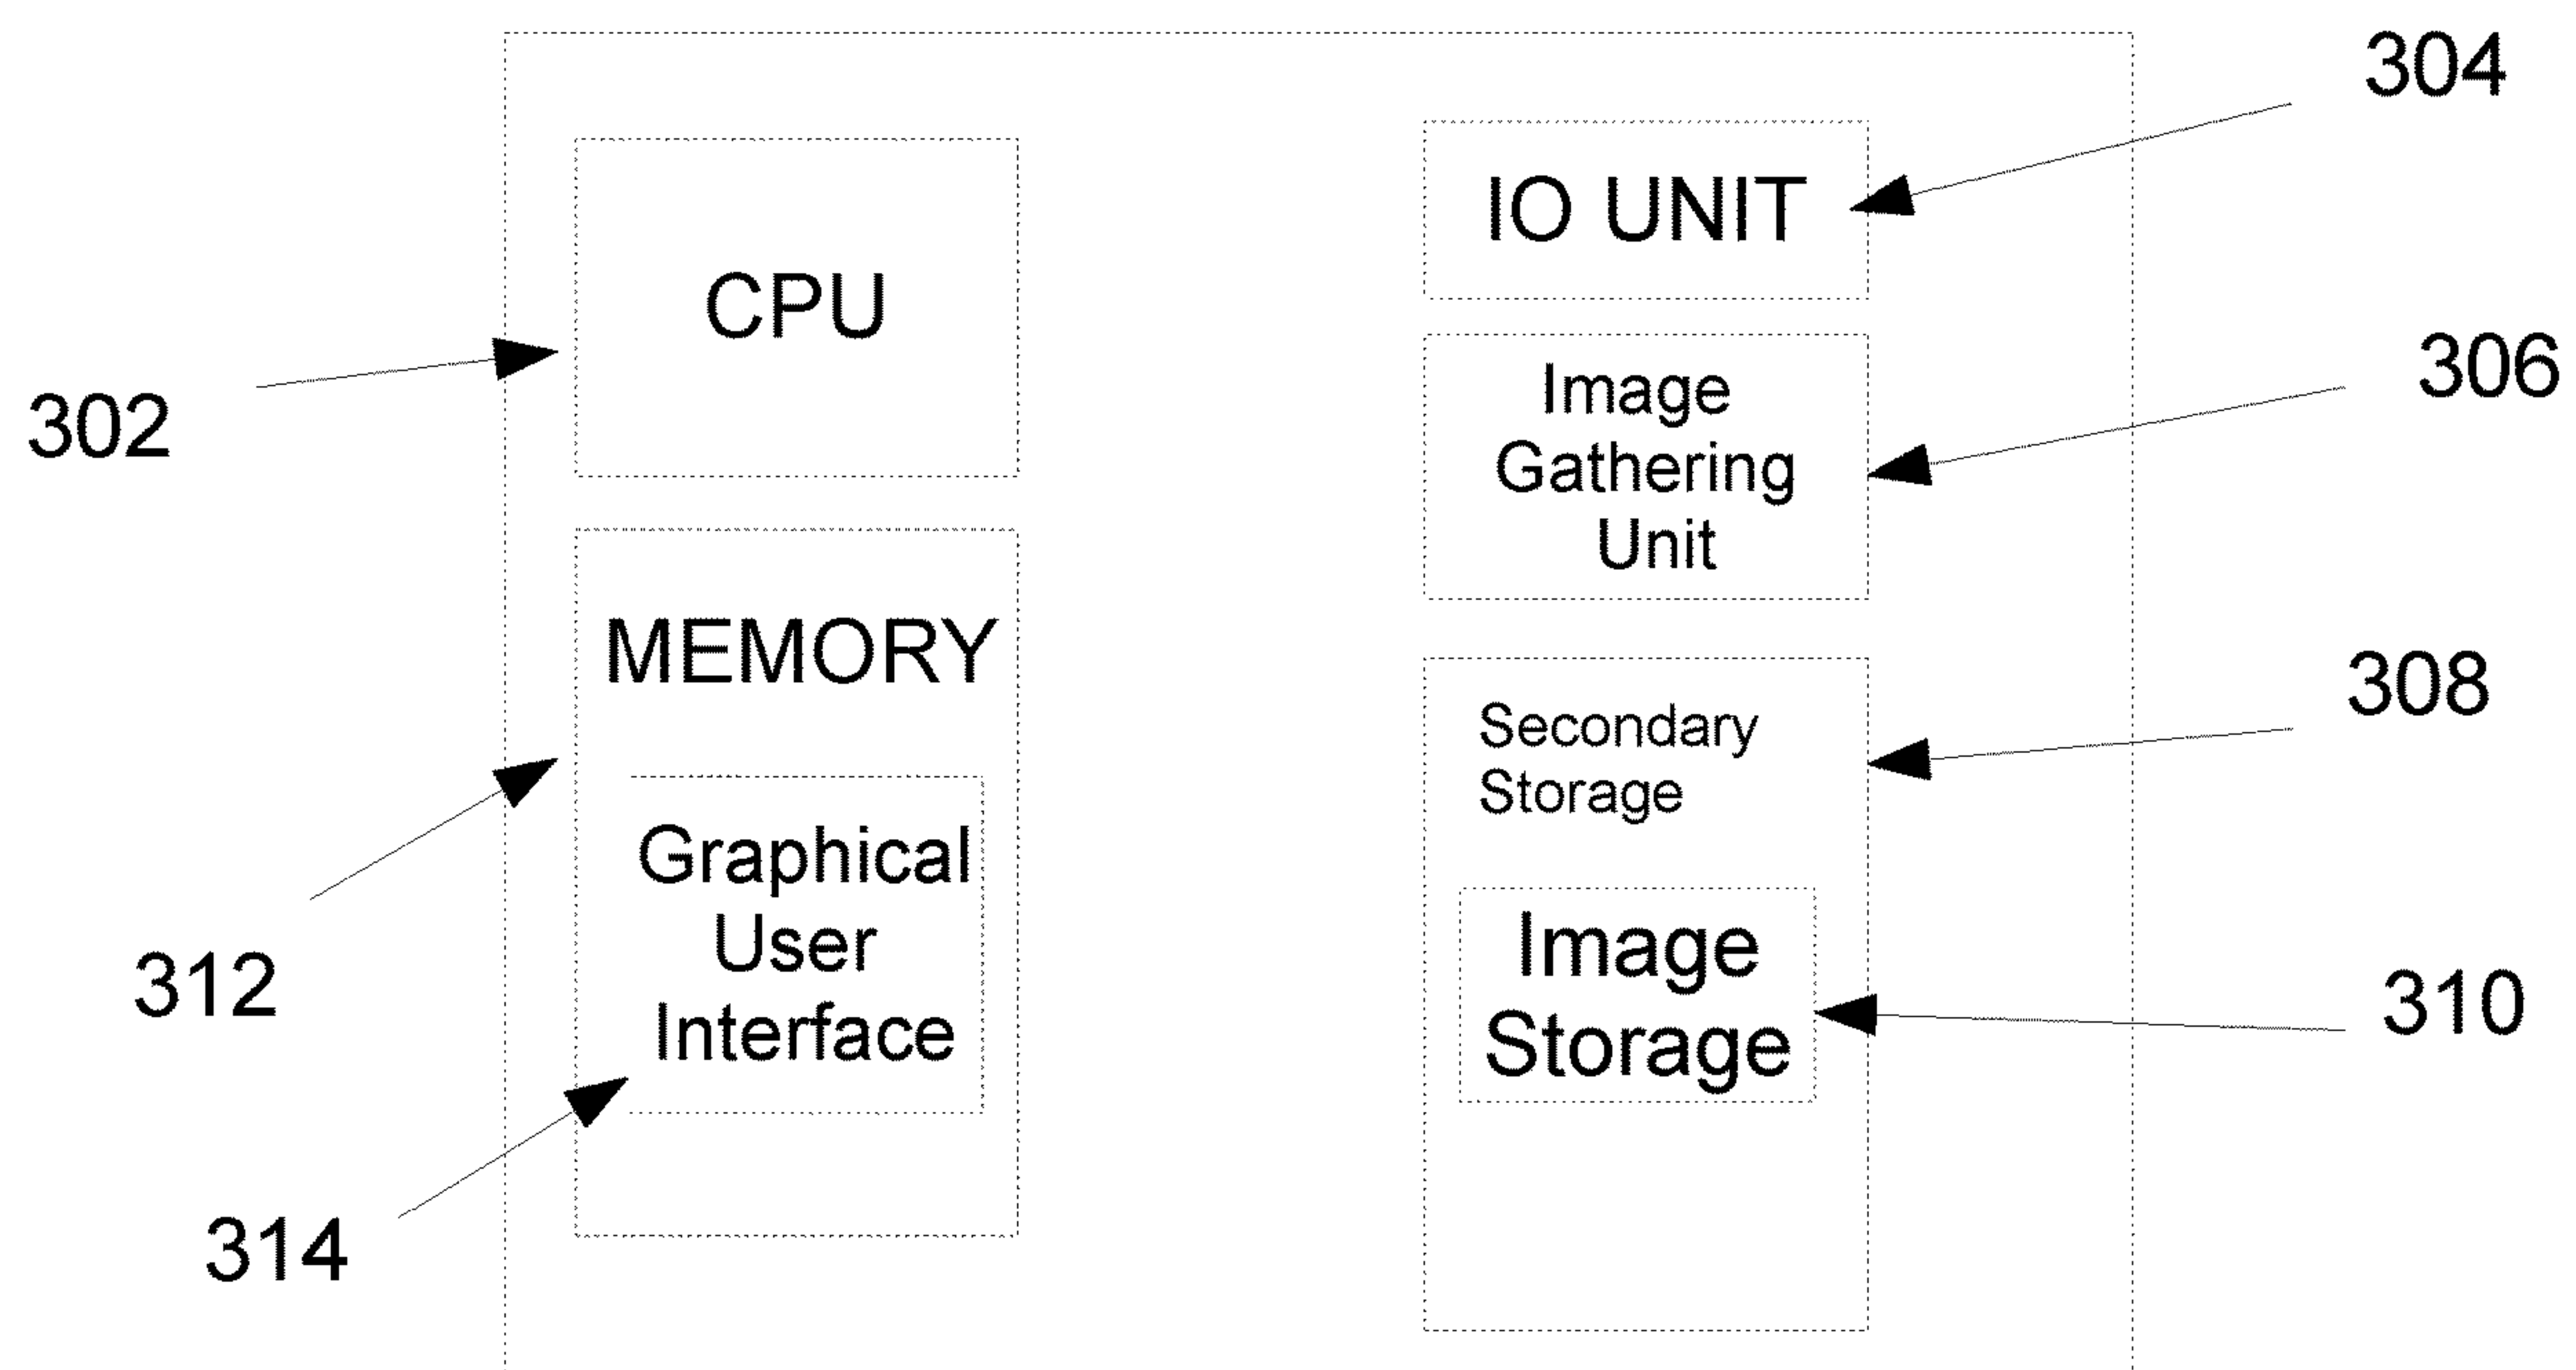 304
IO UNIT
CPU
302
306
Image
Gathering
Unit
MEMORY
308
Secondary
Storage
Graphical
User
Interface
312
Image
Storage
310
314